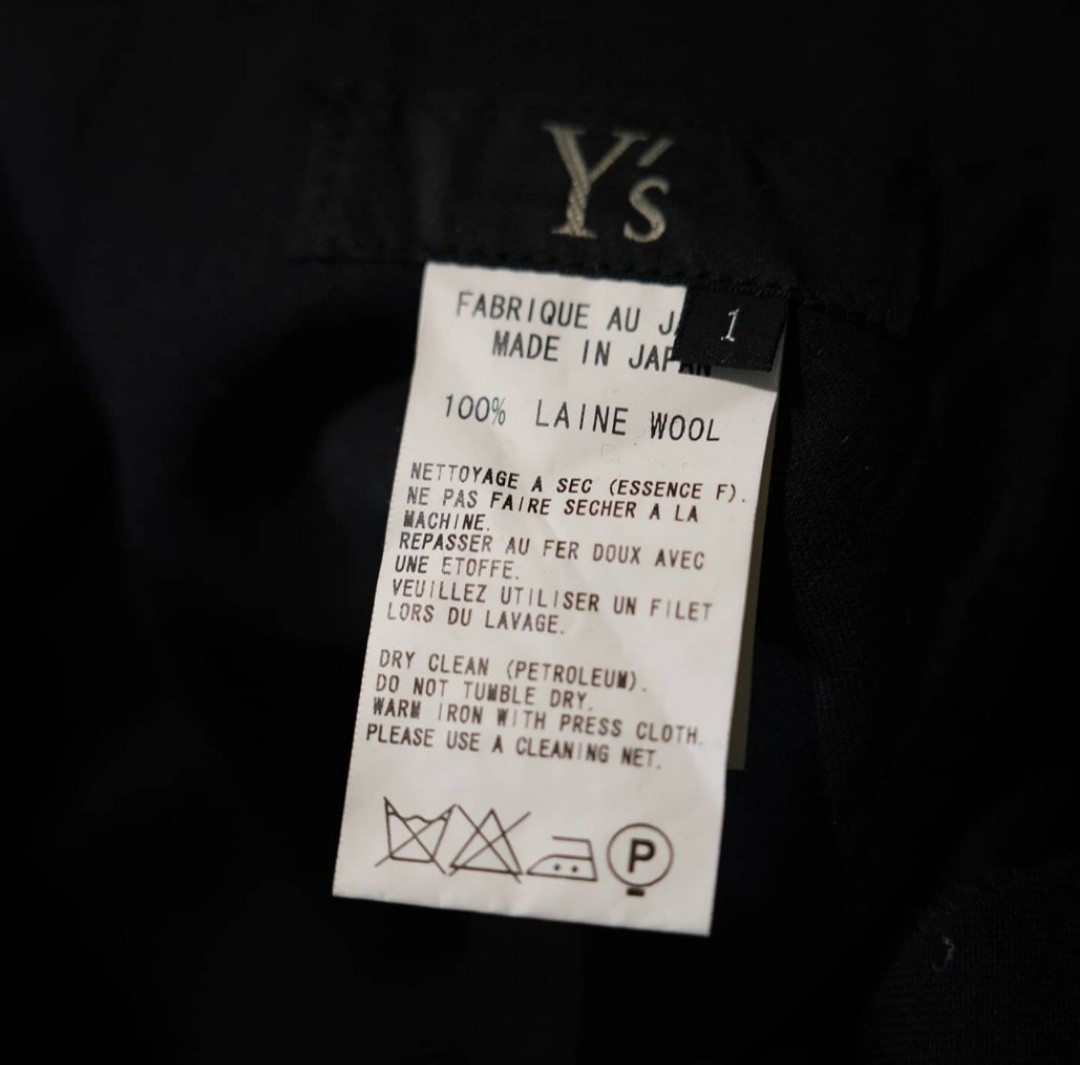 Y's
1
FABRIQUE AU
MADE IN JAPAN
100% LAINE WOOL
NETTOYAGE A SEC (ESSENCE F).
NE PAS FAIRE SECHER A LA
MACHINE.
REPASSER AU FER DOUX AVEC
UNE ETOFFE.
VEUILLEZ UTILISER UN FILET
LORS DU LAVAGE.
DRY CLEAN (PETROLEUM).
DO NOT TUMBLE DRY.
WARM IRON WITH PRESS CLOTH.
PLEASE USE A CLEANING NET.
P